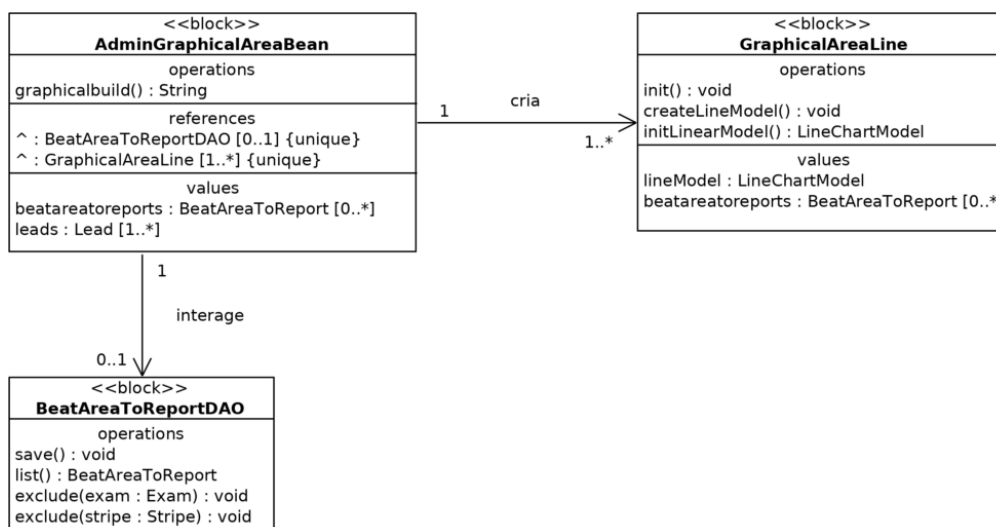 <<block>>
AdminGraphicalAreaBean
operations
graphicalbuild() : String
references
^ : BeatAreaToReportDAO [0..1] {unique}
^ : GraphicalAreaLine [1..*] {unique}
values
beatareatoreports : BeatAreaToReport [0..*]
leads : Lead [1..*]
1
cria
1..*
<<block>>
GraphicalAreaLine
operations
init() : void
createLineModel() : void
initLinearModel() : LineChartModel
values
lineModel : LineChartModel
beatareatoreports : BeatAreaToReport [0..*
1
interage
0..1
<<block>>
BeatAreaToReportDAO
operations
save() : void
list() : BeatAreaToReport
exclude(exam : Exam) : void
exclude(stripe : Stripe) : void